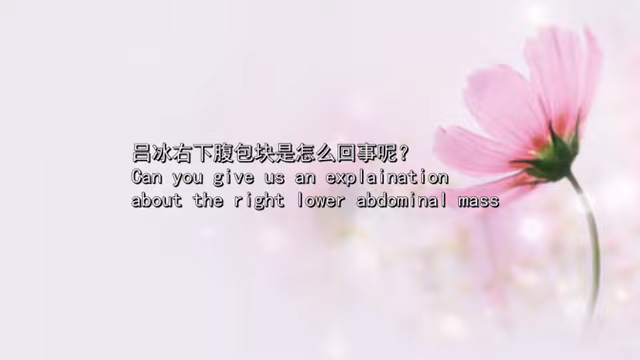 吕冰右下腹包块是怎么回事呢？
Can you give us an explaination
about the right lower abdominal mass